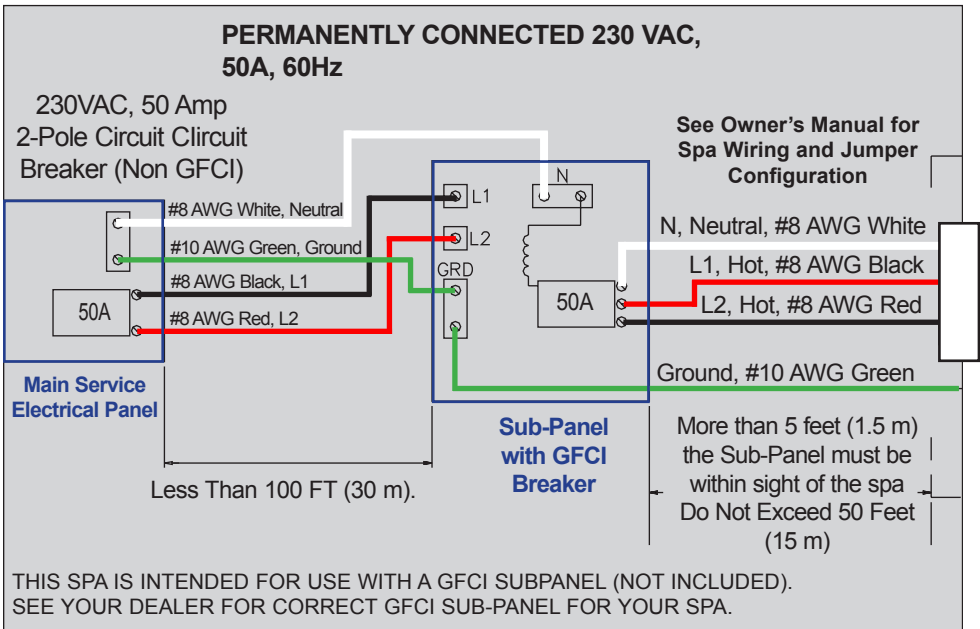 PERMANENTLY CONNECTED 230 VAC,
50A, 60Hz
230VAC, 50 Amp
2-Pole Circuit Clircuit
Breaker (Non GFCI)
See Owner’s Manual for
Spa Wiring and Jumper
Configuration
N
#8 AWG White, Neutral
L1
N, Neutral, #8 AWG White
#10 AWG Green, Ground
L2
L1, Hot, #8 AWG Black
GRD
#8 AWG Black, L1
50A
50A
L2, Hot, #8 AWG Red
#8 AWG Red, L2
Ground, #10 AWG Green
Main Service
Electrical Panel
Sub-Panel
with GFCI
Breaker
More than 5 feet (1.5 m)
the Sub-Panel must be
within sight of the spa
Do Not Exceed 50 Feet
(15 m)
Less Than 100 FT (30 m).
THIS SPA IS INTENDED FOR USE WITH A GFCI SUBPANEL (NOT INCLUDED).
SEE YOUR DEALER FOR CORRECT GFCI SUB-PANEL FOR YOUR SPA.